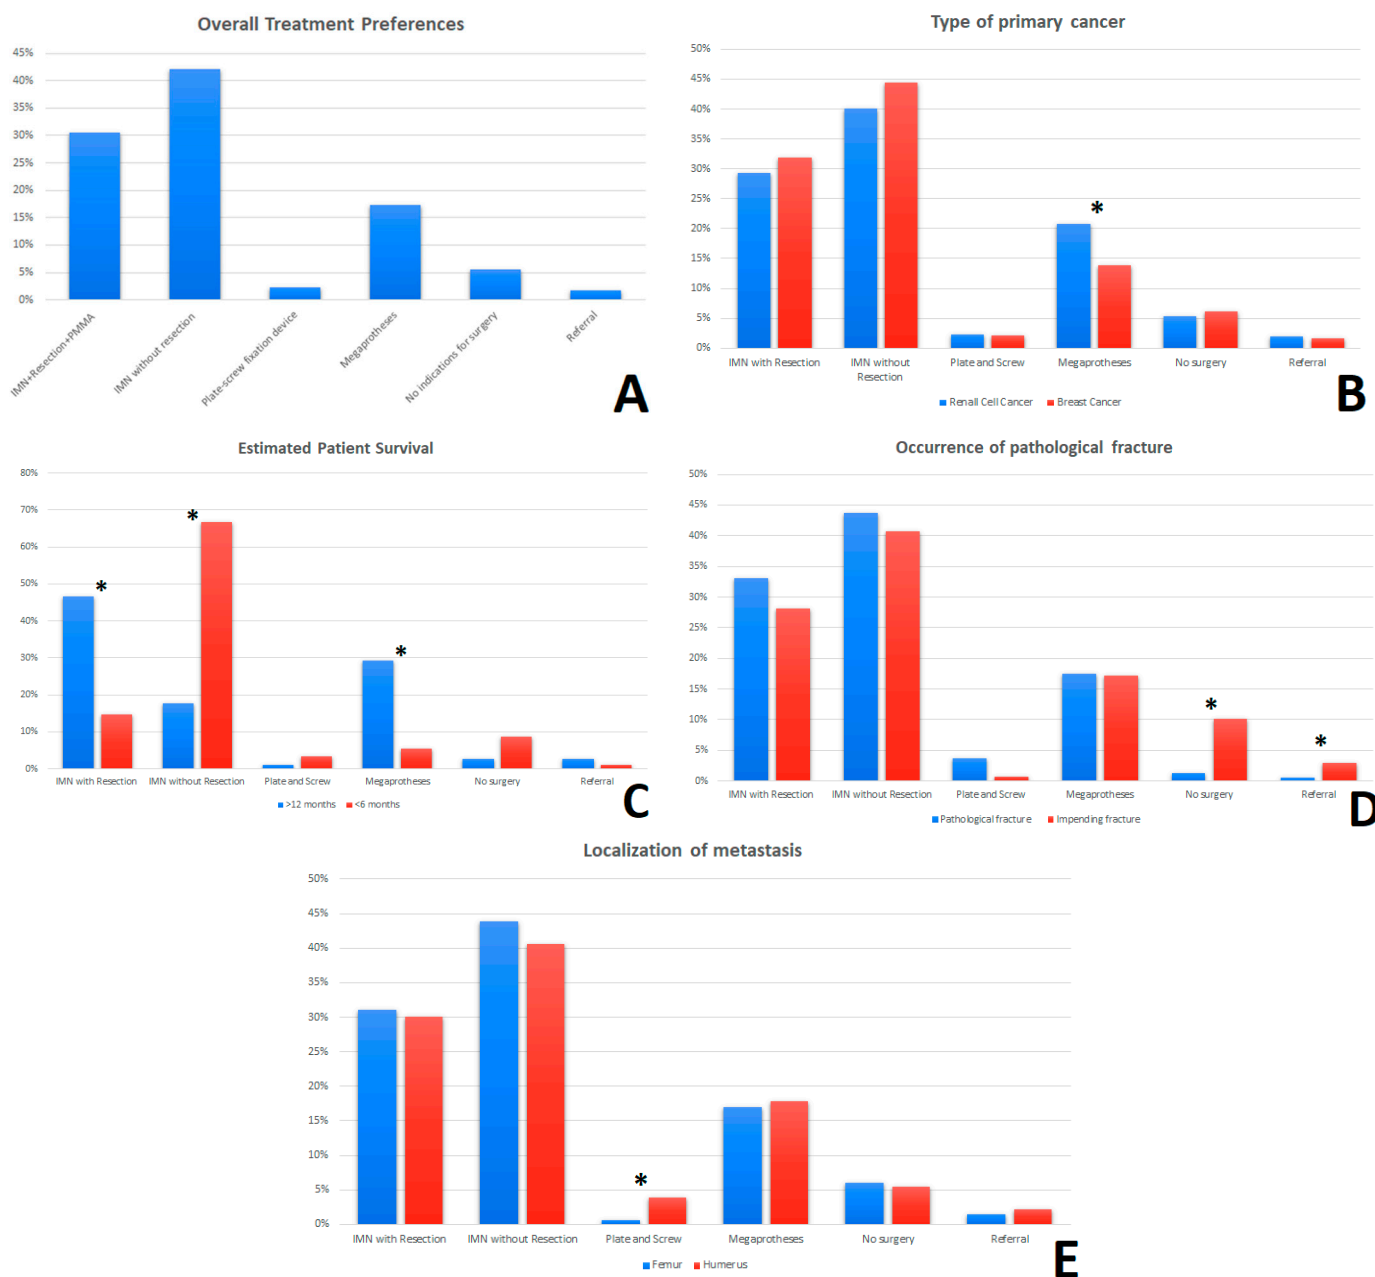 Overall Treatment Preferences
45%
40%
35%
30%
25%
20%
15%
10%
5%
0%
IMN+Resection+PMMA
IMN without resection
Plate-screw fixation device
Megaprotheses
No indications for surgery
Referral
A
Type of primary cancer
50%
45%
40%
35%
30%
25%
20%
15%
10%
5%
0%
*
IMN with Resection
IMN without
Resection
Plate and Screw
Megaprotheses
No surgery
Referral
Renall Cell Cancer
Breast Cancer
B
Estimated Patient Survival
80%
70%
60%
50%
40%
30%
20%
10%
0%
*
*
*
IMN with Resection
IMN without Resection
Plate and Screw
Megaprotheses
No surgery
Referral
>12 months
<6 months
C
Occurrence of pathological fracture
50%
45%
40%
35%
30%
25%
20%
15%
10%
5%
0%
*
*
IMN with Resection
IMN without Resection
Plate and Screw
Megaprotheses
No surgery
Referral
Pathological fracture
Impending fracture
D
Localization of metastasis
50%
45%
40%
35%
30%
25%
20%
15%
10%
5%
0%
*
IMN with Resection
IMN without Resection
Plate and Screw
Megaprotheses
No surgery
Referral
Femur
Humerus
E